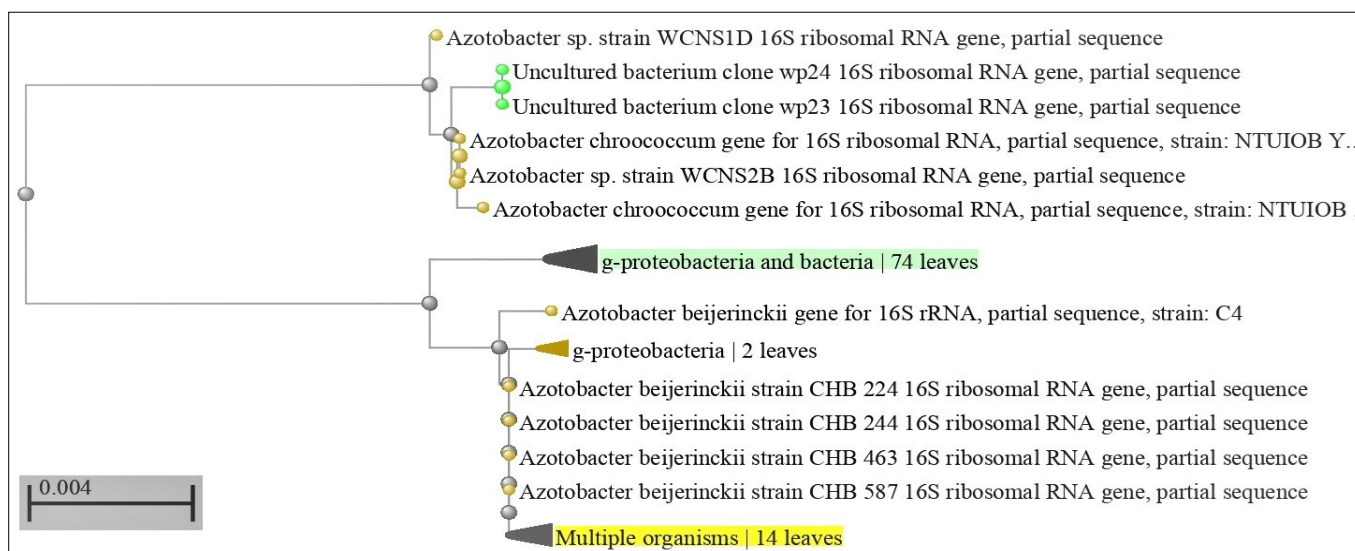 Azotobacter sp. strain WCNS1D 16S ribosomal RNA gene, partial sequence
Uncultured bacterium clone wp24 16S ribosomal RNA gene, partial sequence
Uncultured bacterium clone wp23 16S ribosomal RNA gene, partial sequence
Azotobacter chroococcum gene for 16S ribosomal RNA, partial sequence, strain: NTUIOB Y...
Azotobacter sp. strain WCNS2B 16S ribosomal RNA gene, partial sequence
Azotobacter chroococcum gene for 16S ribosomal RNA, partial sequence, strain: NTUIOB .
g-proteobacteria and bacteria | 74 leaves
Azotobacter beijerinckii gene for 16S rRNA, partial sequence, strain: C4
g-proteobacteria | 2 leaves
Azotobacter beijerinckii strain CHB 224 16S ribosomal RNA gene, partial sequence
Azotobacter beijerinckii strain CHB 244 16S ribosomal RNA gene, partial sequence
Azotobacter beijerinckii strain CHB 463 16S ribosomal RNA gene, partial sequence
Azotobacter beijerinckii strain CHB 587 16S ribosomal RNA gene, partial sequence
Multiple organisms | 14 leaves
0.004